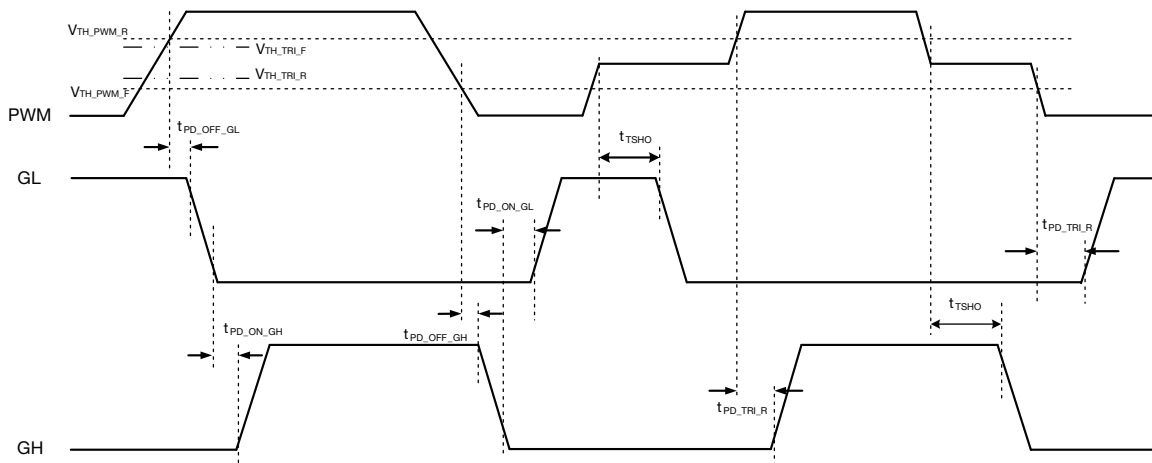 VTH_PWM_R
VTH_TRI_F
VTH_TRI_R
VTH_PWM_F
PWM
tPD_OFF_GL
tTSHO
GL
tPD_ON_GL
tPD_TRI_R
tTSHO
tPD_ON_GH
tPD_OFF_GH
tPD_TRI_R
GH